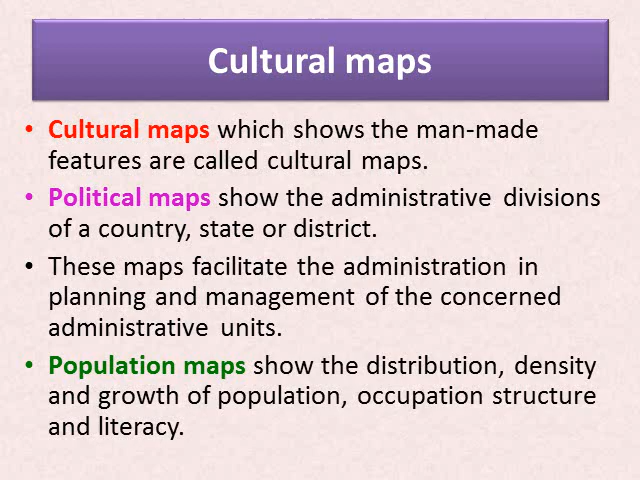 Cultural maps
• Cultural maps which shows the man-made
features are called cultural maps.
• Political maps show the administrative divisions
of a country, state or district.
• These maps facilitate the administration in
planning and management of the concerned
administrative units.
• Population maps show the distribution, density
and growth of population, occupation structure
and literacy.